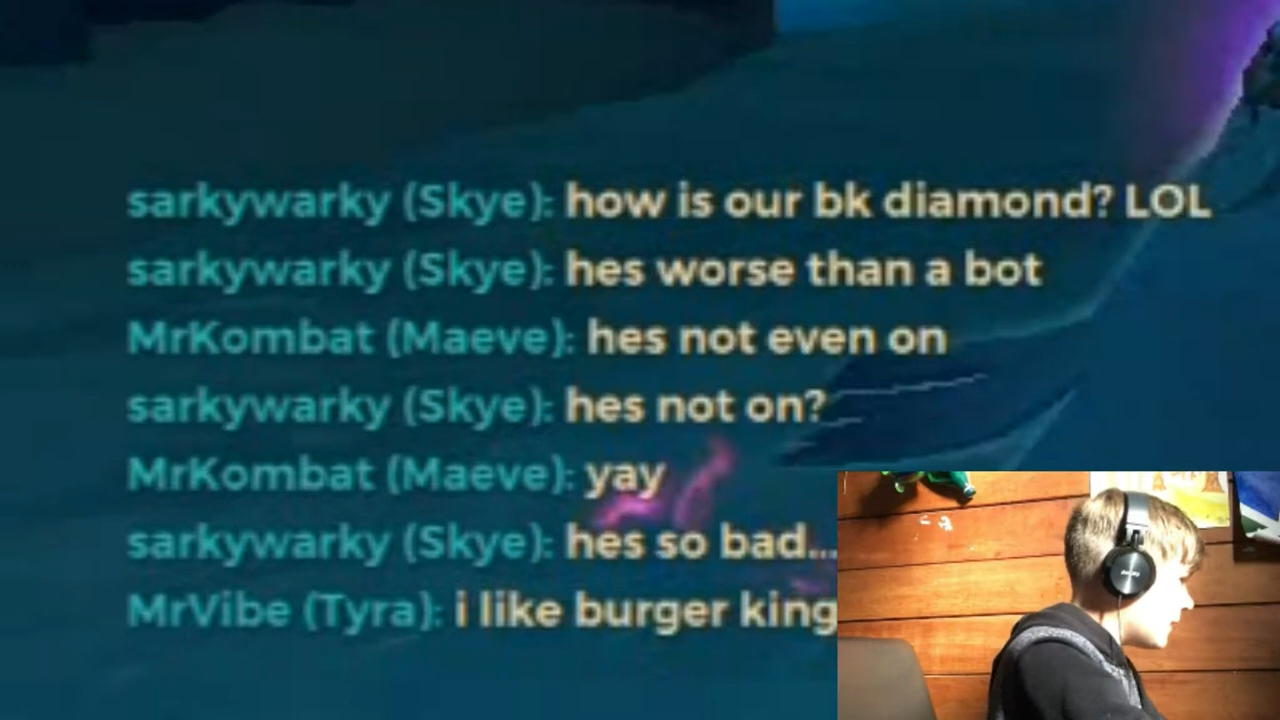 sarkywarky (Skye): how is our bk diamond? LOL
sarkywarky (Skye): hes worse than a bot
MrKombat (Maeve): hes not even on
sarkywarky (Skye): hes not on?
MrKombat (Maeve): yay
sarkywarky (Skye): hes so bad...
MrVibe (Tyra): i like burger king